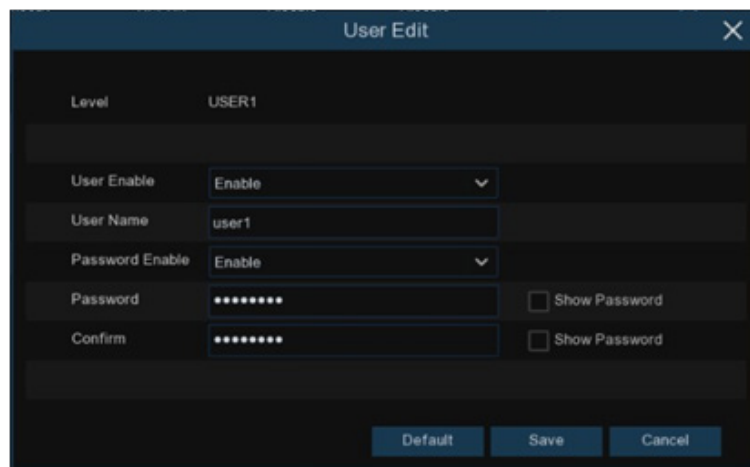 User Edit
Level USER1
User Enable Enable
User Name user1
Password Enable Enable
Password •••••••• Show Password
Confirm •••••••• Show Password
Default Save Cancel